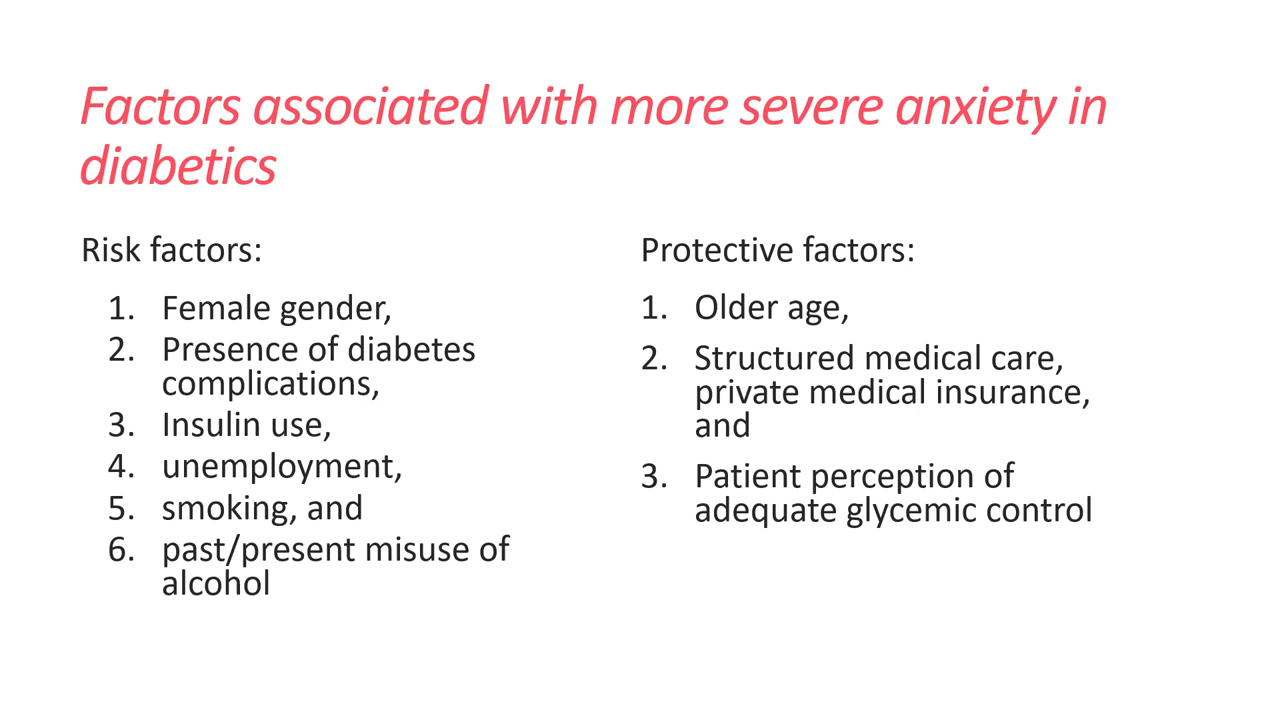 Factors associated with more severe anxiety in
diabetics
Risk factors:
1. Female gender,
2. Presence of diabetes
complications,
3. Insulin use,
4. unemployment,
5. smoking, and
6. past/present misuse of
alcohol
Protective factors:
1. Older age,
2. Structured medical care,
private medical insurance,
and
3. Patient perception of
adequate glycemic control